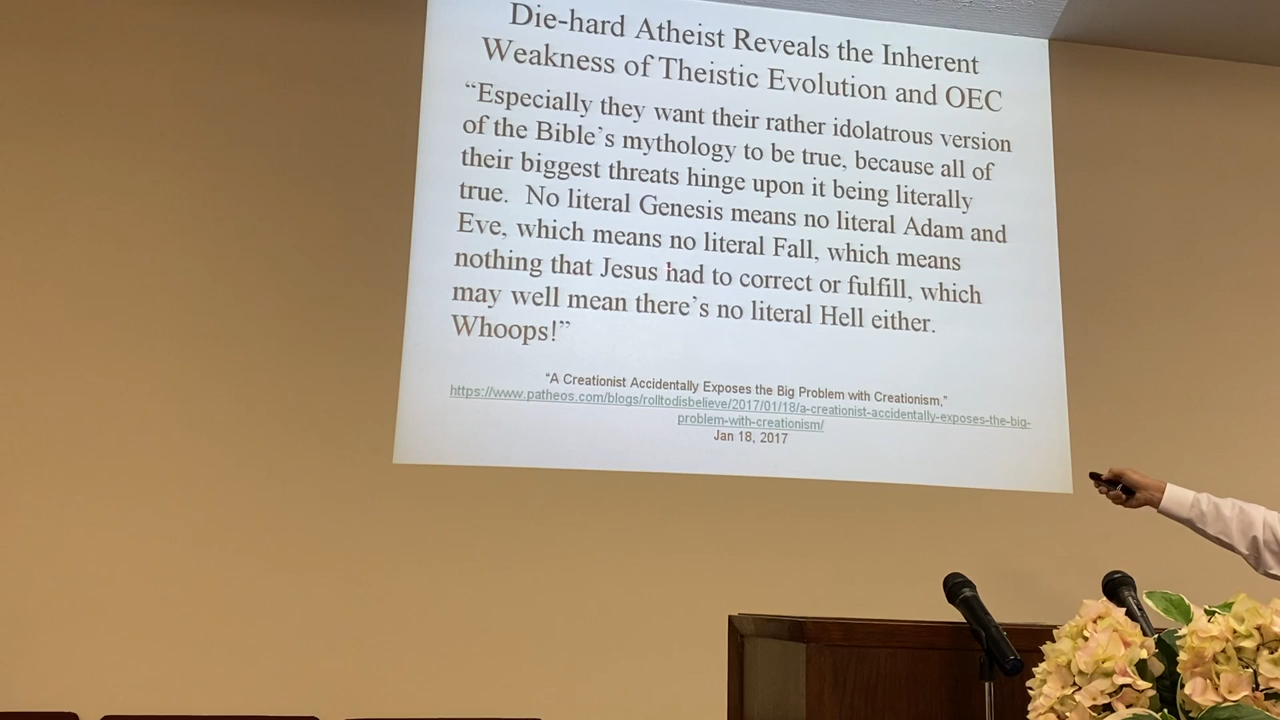 Die-hard Atheist Reveals the Inherent
Weakness of Theistic Evolution and OEC
“Especially they want their rather idolatrous version
of the Bible’s mythology to be true, because all of
their biggest threats hinge upon it being literally
true. No literal Genesis means no literal Adam and
Eve, which means no literal Fall, which means
nothing that Jesus had to correct or fulfill, which
may well mean there’s no literal Hell either.
Whoops!”
“A Creationist Accidentally Exposes the Big Problem with Creationism,”
https://www.patheos.com/blogs/rolltodisbelieve/2017/01/18/a-creationist-accidentally-exposes-the-big-
problem-with-creationism/
Jan 18, 2017